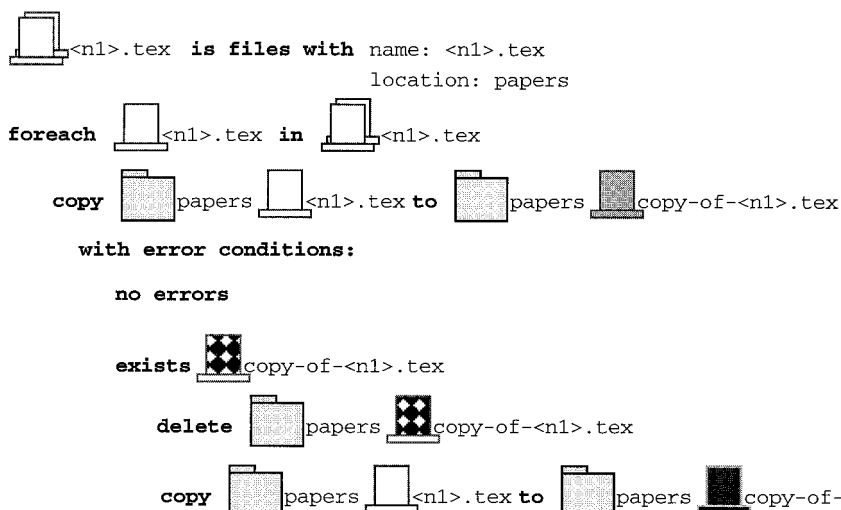 <n1>.tex is files with name: <n1>.tex
location: papers
foreach <n1>.tex in <n1>.tex
copy papers <n1>.tex to papers copy-of-<n1>.tex
with error conditions:
no errors
exists copy-of-<n1>.tex
delete papers copy-of-<n1>.tex
copy papers <n1>.tex to papers copy-of-